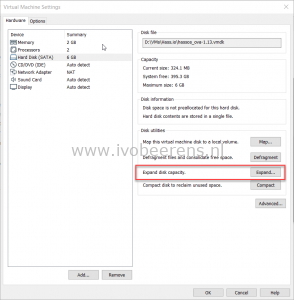 Virtual Machine Settings
Hardware Options
Device Summary
Memory 2 GB
Processors 2
Hard Disk (SATA) 6 GB
CD/DVD (IDE) Auto detect
Network Adapter NAT
Sound Card Auto detect
Display Auto detect
Add...
Remove
Disk file
Capacity
Current size: 324.1 MB
System free: 395.3 GB
Maximum size: 6 GB
Disk information
Disk space is not preallocated for this hard disk.
Hard disk contents are stored in a single file.
Disk utilities
Map this virtual machine disk to a local volume.
Map...
Defragment files and consolidate free space.
Defragment
Expand disk capacity.
Expand...
Compact disk to reclaim unused space.
Compact
Advanced...
OK
Cancel
Help
www.ivobeerens.nl